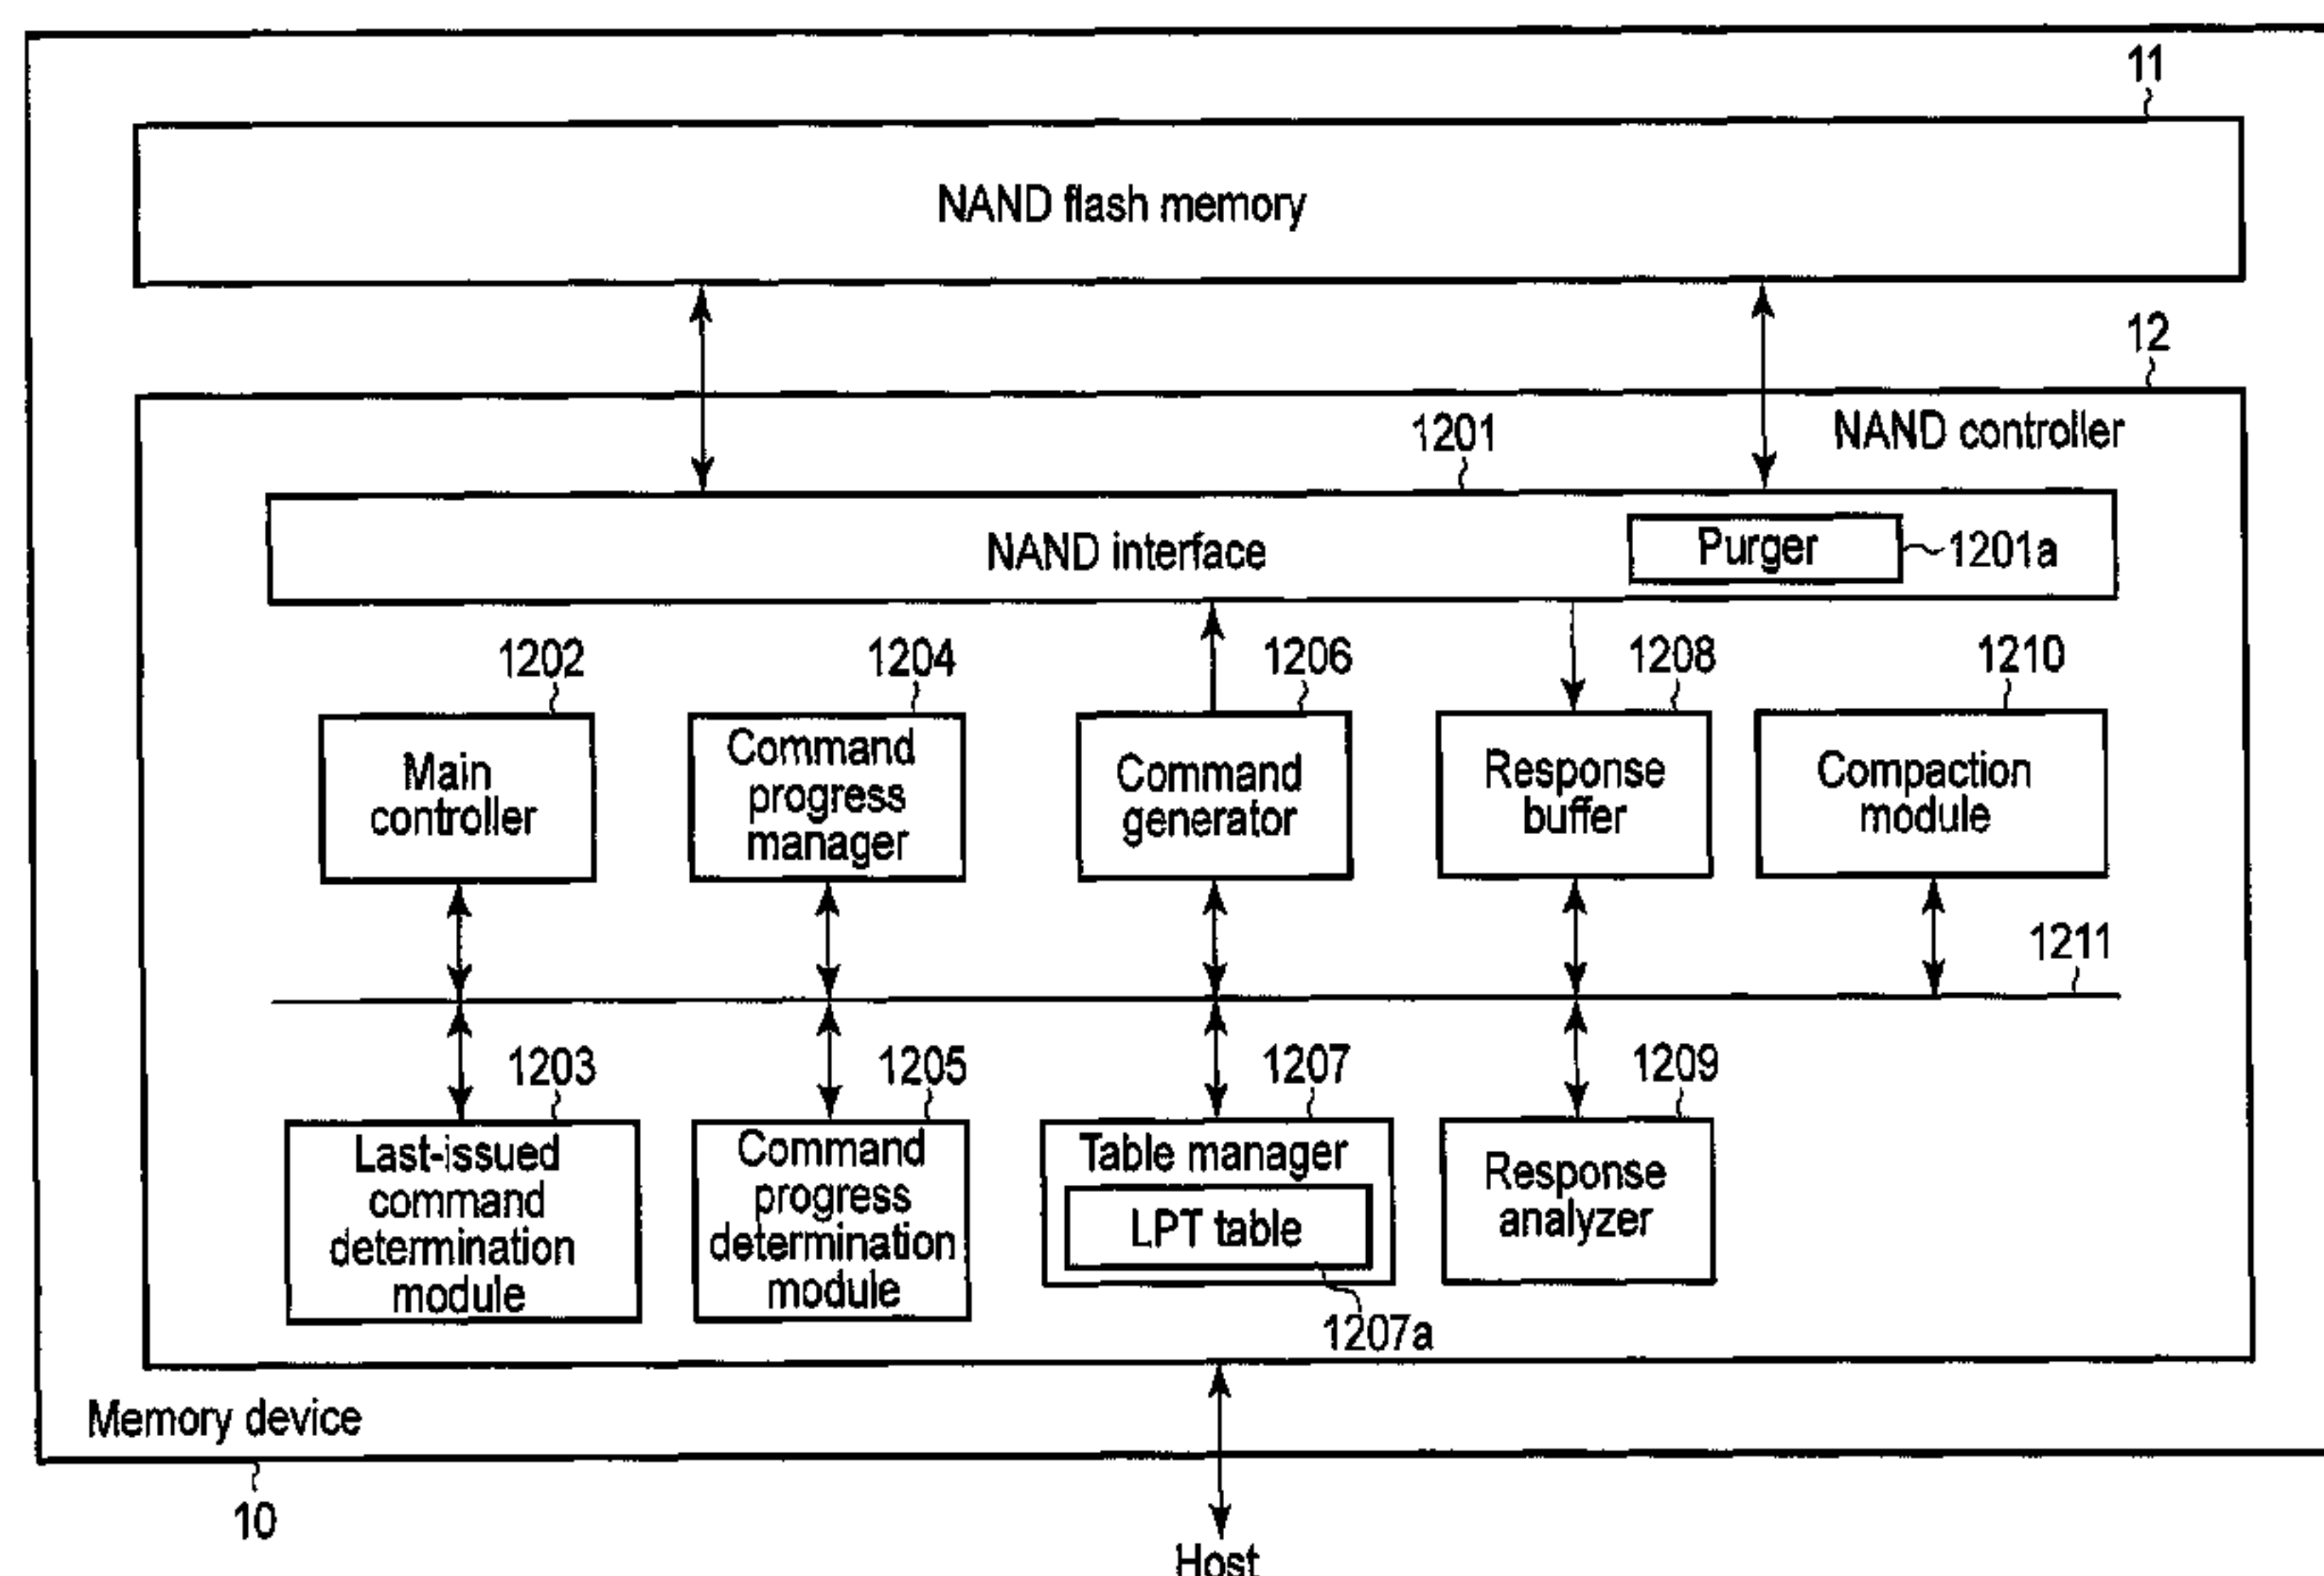 11
NAND flash memory
12
NAND controller
1201
NAND interface
Purger
1201a
1202
1204
1206
1208
1210
Main
controller
Command
progress
manager
Command
generator
Response
buffer
Compaction
module
1211
1203
1205
1207
1209
Last-issued
command
determination
module
Command
progress
determination
module
Table manager
LPT table
1207a
Response
analyzer
Memory device
10
Host